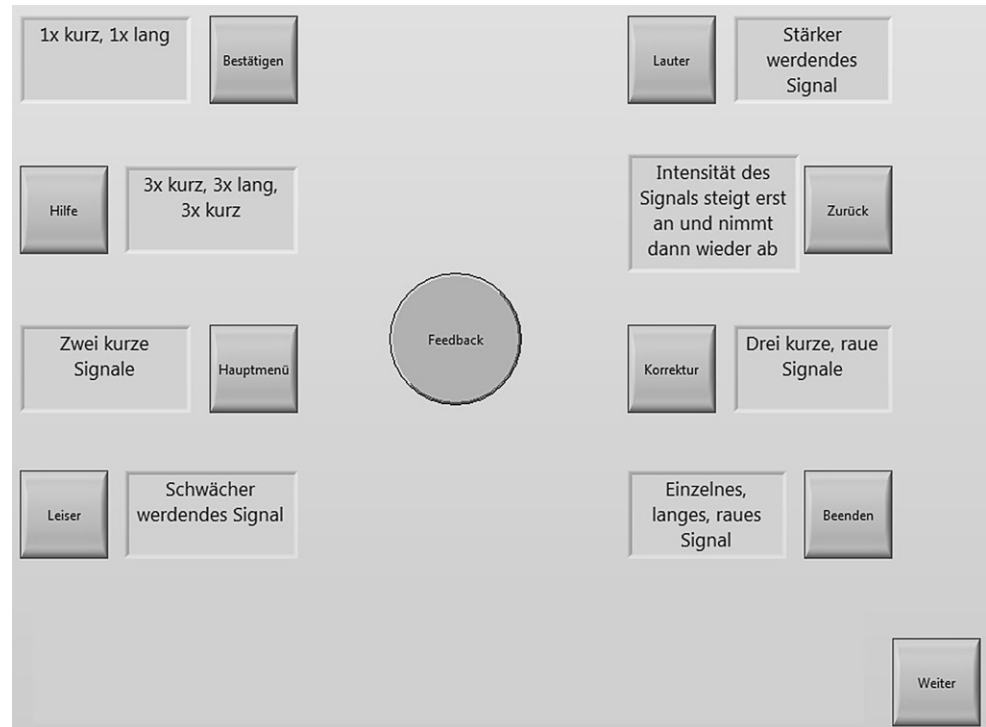 1x kurz, 1x lang
Bestätigen
Lauter
Stärker
werdendes
Signal
Hilfe
3x kurz, 3x lang,
3x kurz
Intensität des
Signals steigt erst
an und nimmt
dann wieder ab
Zurück
Zwei kurze
Signale
Hauptmenü
Feedback
Korrektur
Drei kurze, raue
Signale
Leiser
Schwächer
werdendes Signal
Einzelnes,
langes, raues
Signal
Beenden
Weiter